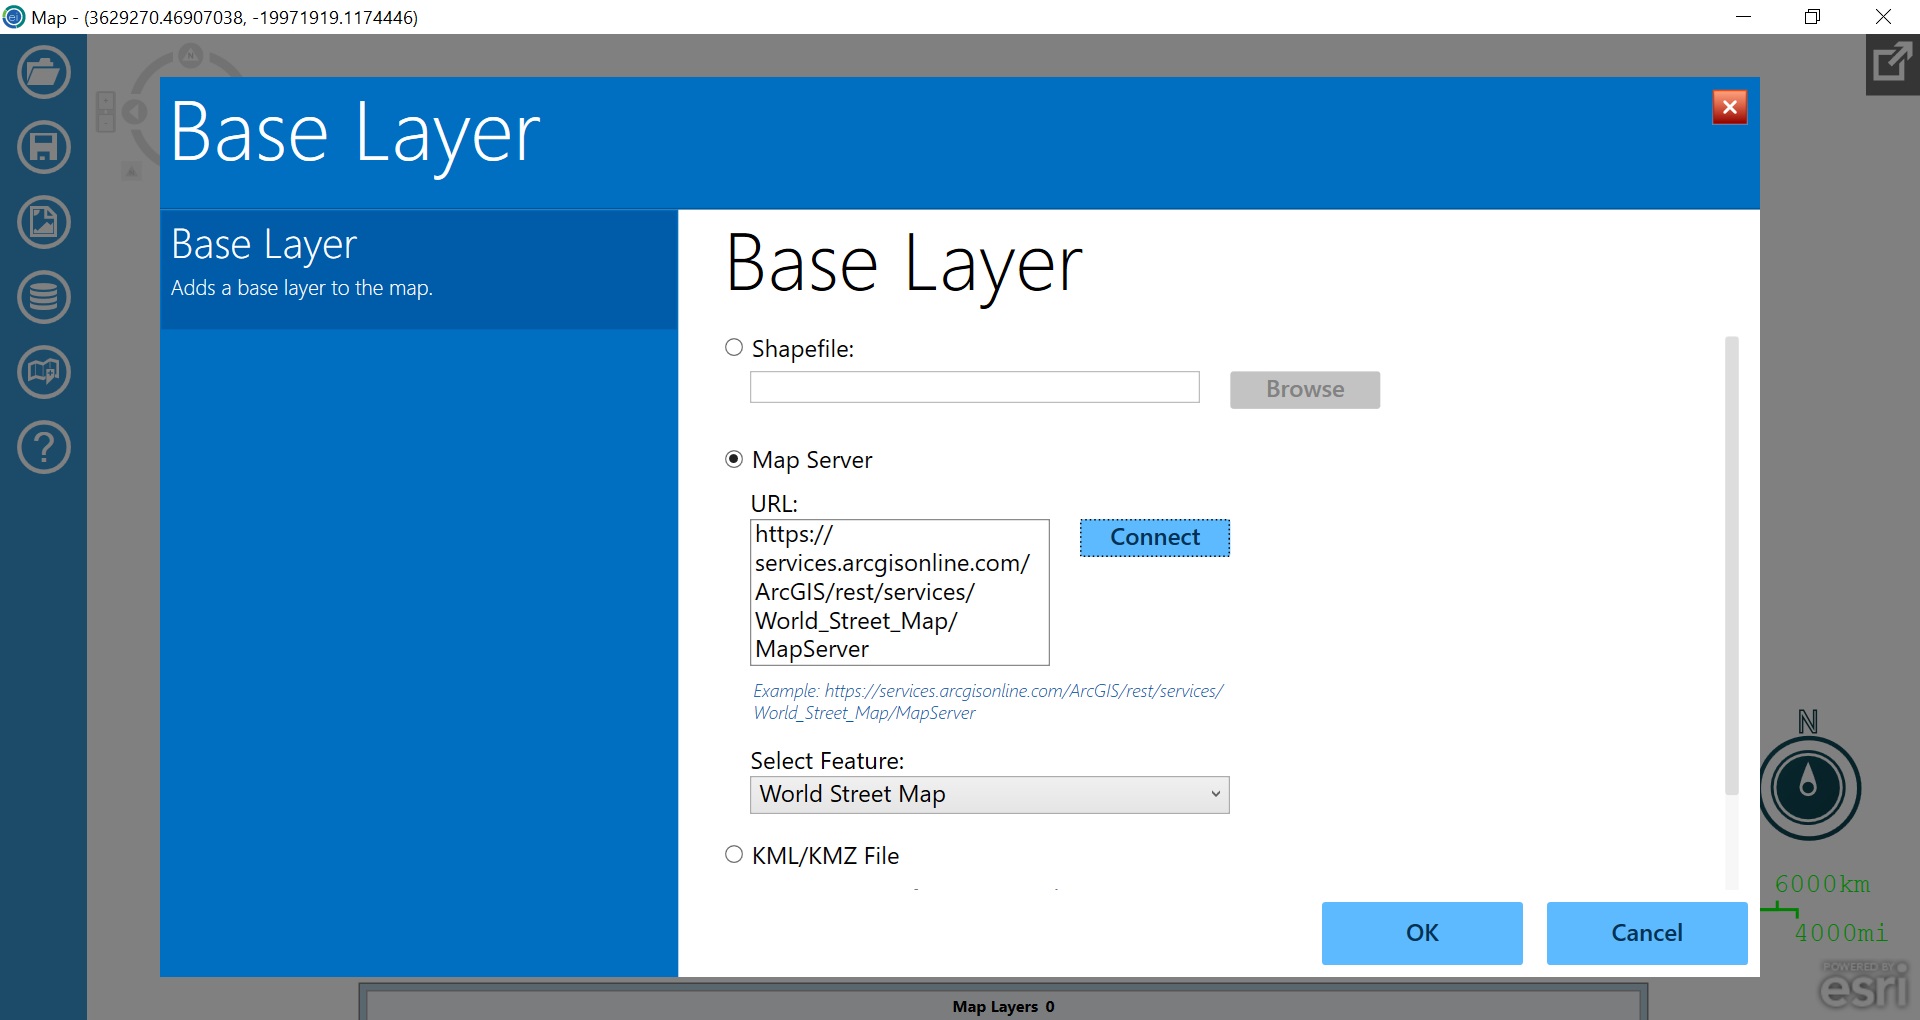 Map - (3629270.46907038, -19971919.1174446)
N
Base Layer
Base Layer
Adds a base layer to the map.
Base Layer
Shapefile:
Browse
Map Server
URL:
https://
services.arcgisonline.com/
ArcGIS/rest/services/
World_Street_Map/
MapServer
Connect
Example: https://services.arcgisonline.com/ArcGIS/rest/services/
World_Street_Map/MapServer
Select Feature:
World Street Map
KML/KMZ File
OK
Cancel
N
6000km
4000mi
POWERED BY
esri
Map Layers 0